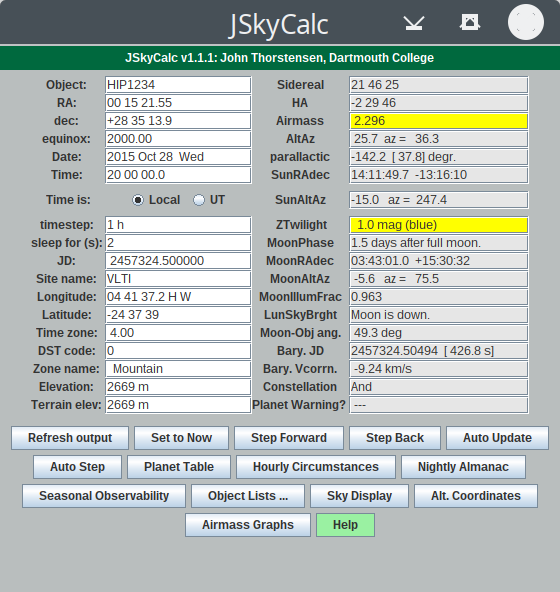 JSkyCalc
JSkyCalc v1.1.1: John Thorstensen, Dartmouth College
Object: HIP1234 Sidereal 21 46 25
RA: 00 15 21.55 HA -2 29 46
dec: +28 35 13.9 Airmass 2.296
equinox: 2000.00 AltAz 25.7 az = 36.3
Date: 2015 Oct 28 Wed parallactic -142.2 [ 37.8] degr.
Time: 20 00 00.0 SunRAdec 14:11:49.7 -13:16:10
Time is: Local UT SunAltAz -15.0 az = 247.4
timestep: 1 h ZTwilight 1.0 mag (blue)
sleep for (s): 2 MoonPhase 1.5 days after full moon.
JD: 2457324.500000 MoonRAdec 03:43:01.0 +15:30:32
Site name: VLTI MoonAltAz -5.6 az = 75.5
Longitude: 04 41 37.2 H W MoonIllumFrac 0.963
Latitude: -24 37 39 LunSkyBrght Moon is down.
Time zone: 4.00 Moon-Obj ang. 49.3 deg
DST code: 0 Bary. JD 2457324.50494 [ 426.8 s]
Zone name: Mountain Bary. Vcorrn. -9.24 km/s
Elevation: 2669 m Constellation And
Terrain elev: 2669 m Planet Warning? ---
Refresh output Set to Now Step Forward Step Back Auto Update
Auto Step Planet Table Hourly Circumstances Nightly Almanac
Seasonal Observability Object Lists ... Sky Display Alt. Coordinates
Airmass Graphs Help